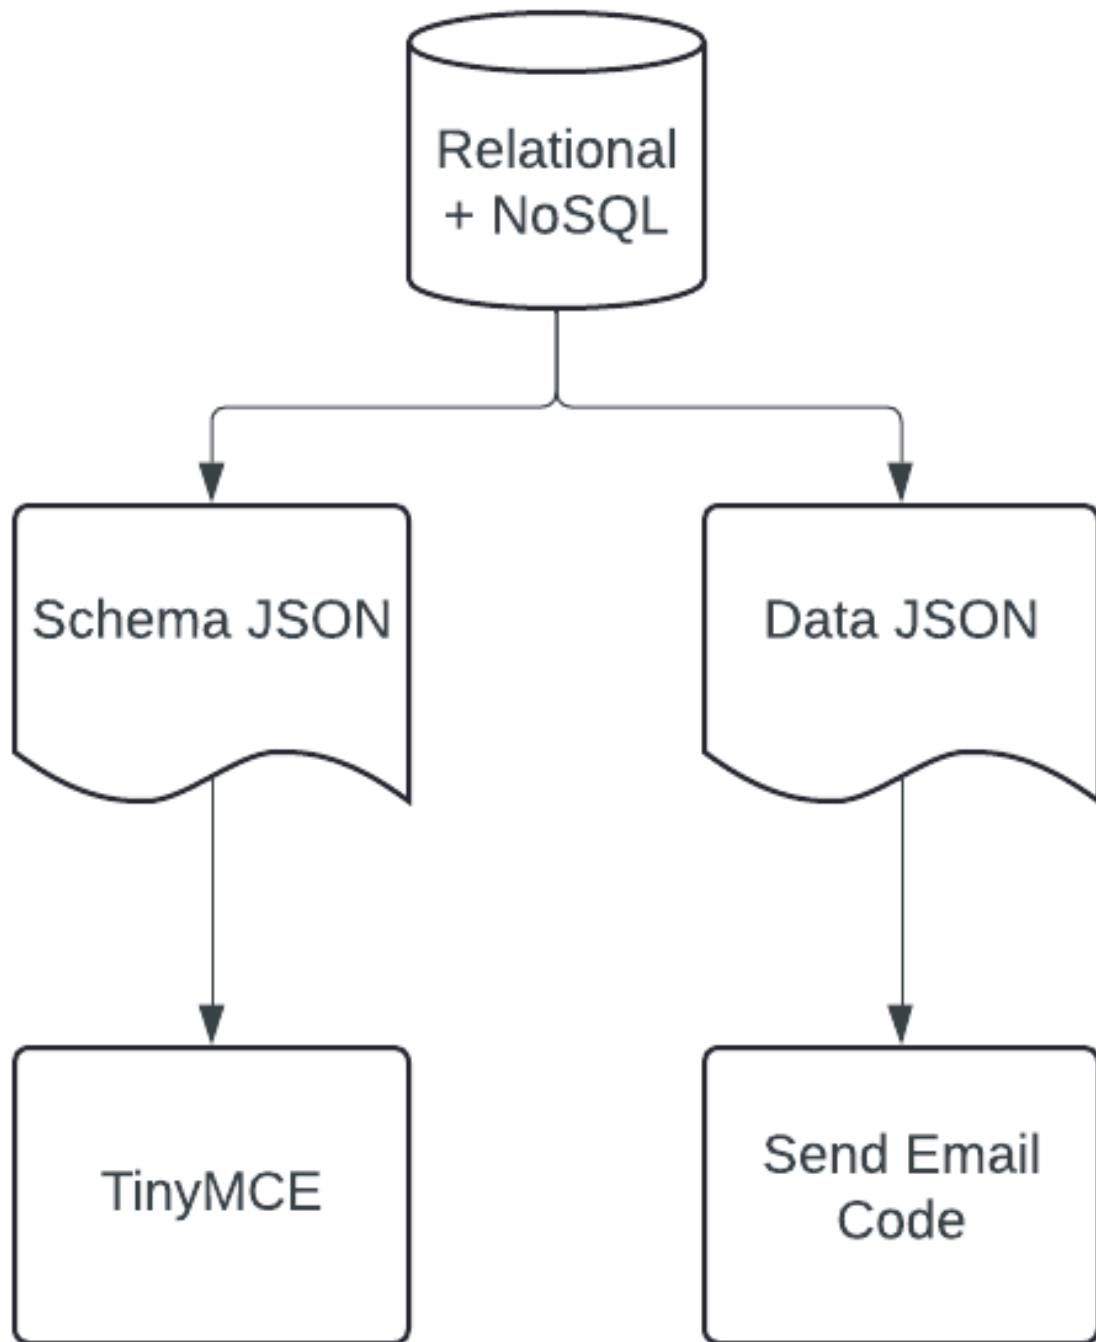 Relational
+ NoSQL
Schema JSON
Data JSON
TinyMCE
Send Email
Code